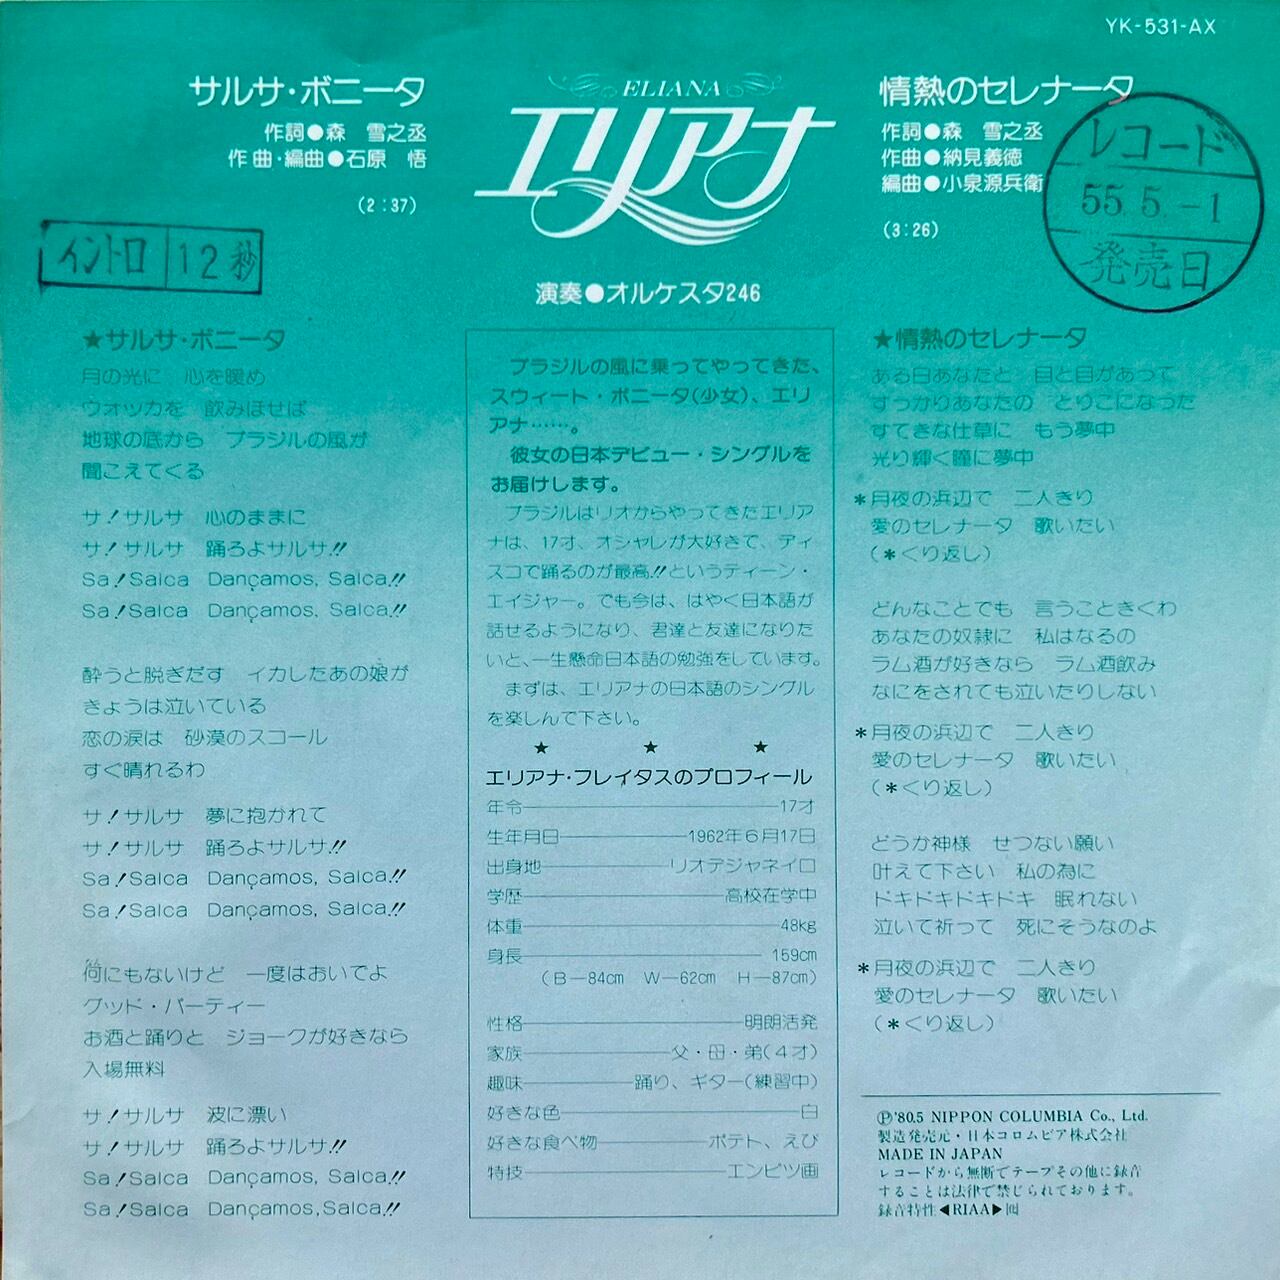 YK-531-AX
サルサ・ボニータ
作詞●森 雪之丞
作曲・編曲●石原 悟
(2:37)
ELIANA
エリアナ
演奏●オルケスタ246
情熱のセレナータ
作詞●森 雪之丞
作曲●納見義徳
編曲●小泉源兵衛
(3:26)
レコード
55.5.-1
発売日
イントロ 12秒
★サルサ・ボニータ
月の光に 心を暖め
ウオッカを 飲みほせば
地球の底から ブラジルの風が
聞こえてくる
サ!サルサ 心のままに
サ!サルサ 踊ろよサルサ!!
Sa!Salca Dançamos, Salca!!
Sa!Salca Dançamos, Salca!!
酔うと脱ぎだす イカしたあの娘が
きょうは泣いている
恋の涙は 砂漠のスコール
すぐ晴れるわ
サ!サルサ 夢に抱かれて
サ!サルサ 踊ろよサルサ!!
Sa!Salca Dançamos, Salca!!
Sa!Salca Dançamos, Salca!!
何にもないけど 一度はおいでよ
グッド・パーティー
お酒と踊りと ジョークが好きなら
入場無料
サ!サルサ 波に漂い
サ!サルサ 踊ろよサルサ!!
Sa!Salca Dançamos, Salca!!
Sa!Salca Dançamos,Salca!!
ブラジルの風に乗ってやってきた、
スウィート・ボニータ(少女)、エリ
アナ……。
彼女の日本デビュー・シングルを
お届けします。
ブラジルはリオからやってきたエリア
ナは、17才、オシャレが大好きで、ディ
スコで踊るのが最高!!というティーン・
エイジャー。でも今は、はやく日本語が
話せるようになり、君達と友達になりた
いと、一生懸命日本語の勉強をしています。
まずは、エリアナの日本語のシングル
を楽しんで下さい。
★ ★ ★
エリアナ・フレイタスのプロフィール
年令――17才
生年月日――1962年6月17日
出身地――リオデジャネイロ
学歴――高校在学中
体重――48kg
身長――159cm
(B―84cm W―62cm H―87cm)
性格――明朗活発
家族――父・母・弟(4才)
趣味――踊り、ギター(練習中)
好きな色――白
好きな食べ物――ポテト、えび
特技――エンピツ画
★情熱のセレナータ
ある日あなたと 目と目があって
すっかりあなたの とりこになった
すてきな仕草に もう夢中
光り輝く瞳に夢中
*月夜の浜辺で 二人きり
愛のセレナータ 歌いたい
(*くり返し)
どんなことでも 言うこときくわ
あなたの奴隷に 私はなるの
ラム酒が好きなら ラム酒飲み
なにをされても泣いたりしない
*月夜の浜辺で 二人きり
愛のセレナータ 歌いたい
(*くり返し)
どうか神様 せつない願い
叶えて下さい 私の為に
ドキドキドキドキ 眠れない
泣いて祈って 死にそうなのよ
*月夜の浜辺で 二人きり
愛のセレナータ 歌いたい
(*くり返し)
Ⓟ'80.5 NIPPON COLUMBIA Co., Ltd.
製造発売元・日本コロムビア株式会社
MADE IN JAPAN
レコードから無断でテープその他に録音
することは法律で禁じられております。
録音特性◀RIAA▶